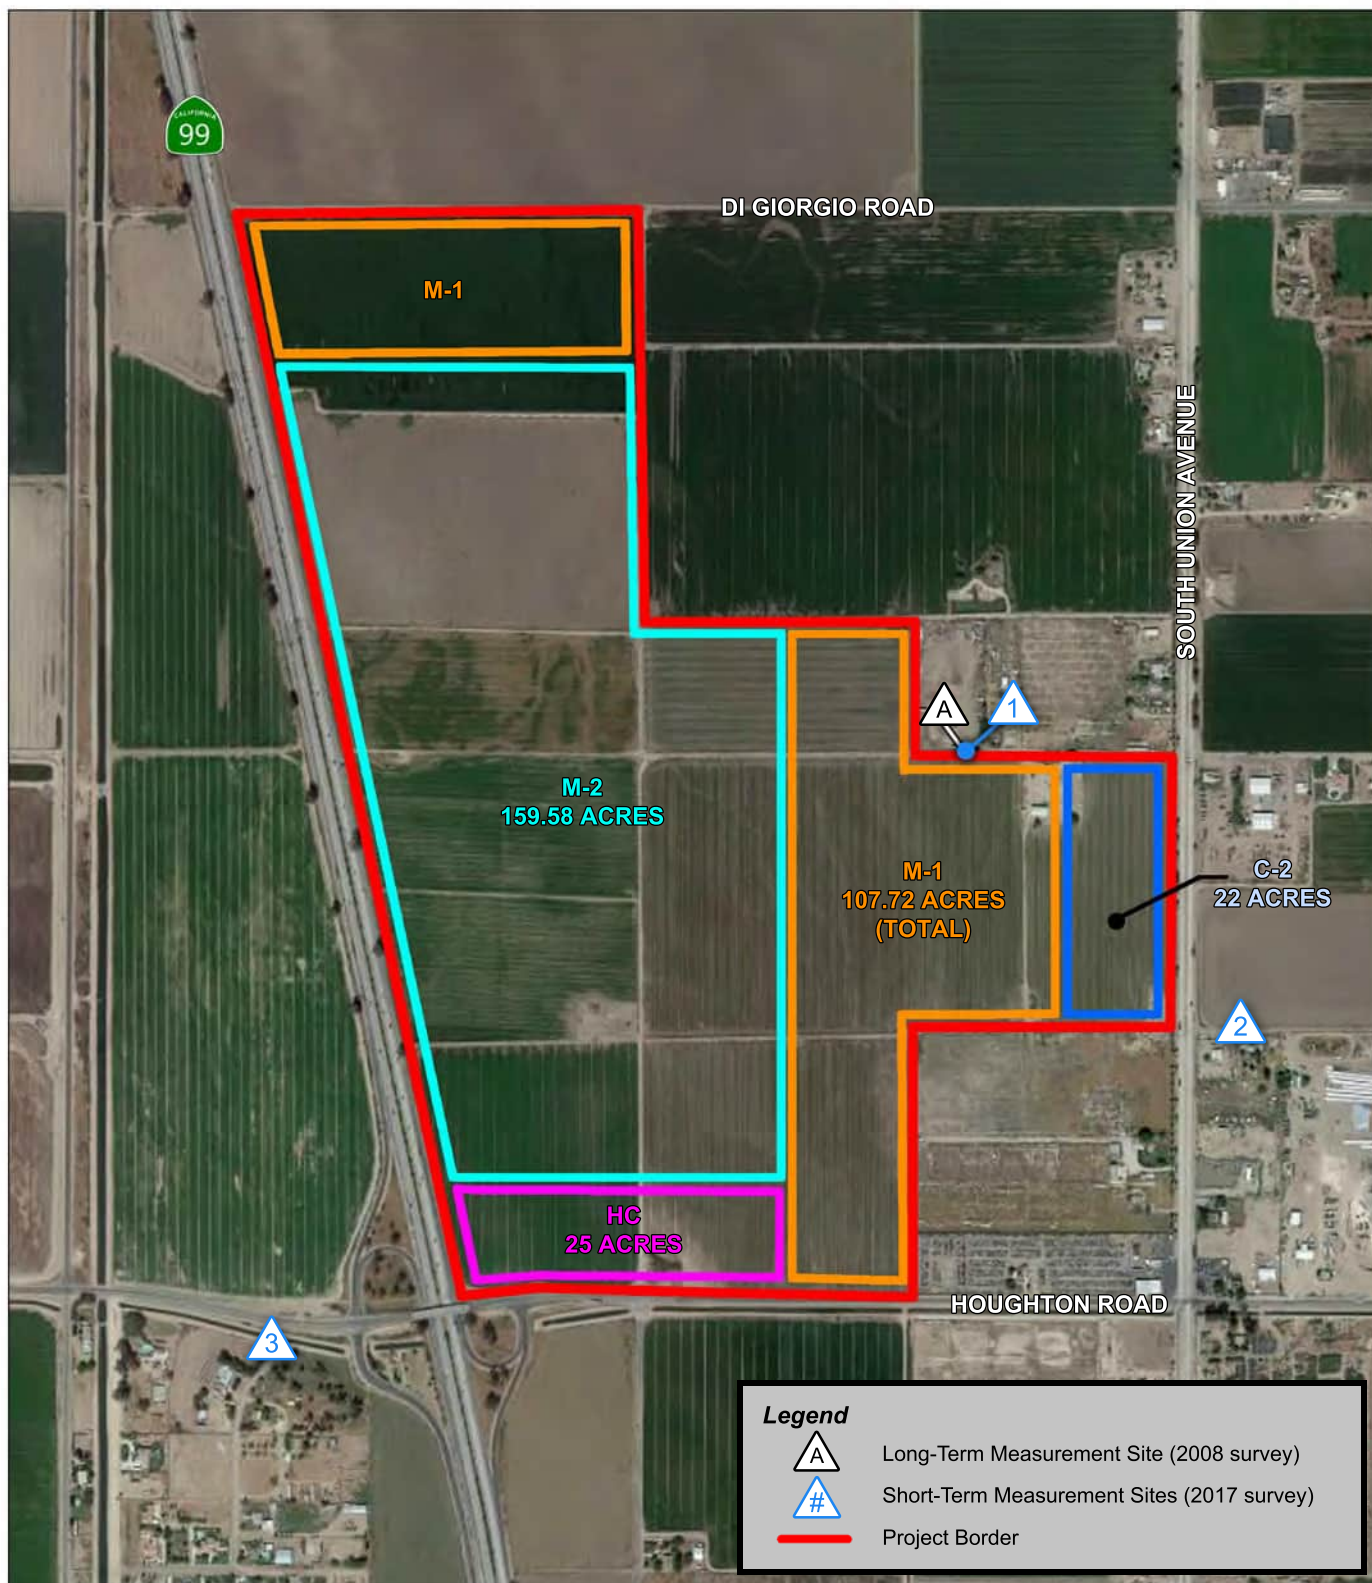 CALIFORNIA
99
DI GIORGIO ROAD
M-1
SOUTH UNION AVENUE
A
1
M-2
159.58 ACRES
M-1
107.72 ACRES
(TOTAL)
C-2
22 ACRES
2
HC
25 ACRES
HOUGHTON ROAD
3
Legend
A Long-Term Measurement Site (2008 survey)
# Short-Term Measurement Sites (2017 survey)
Project Border